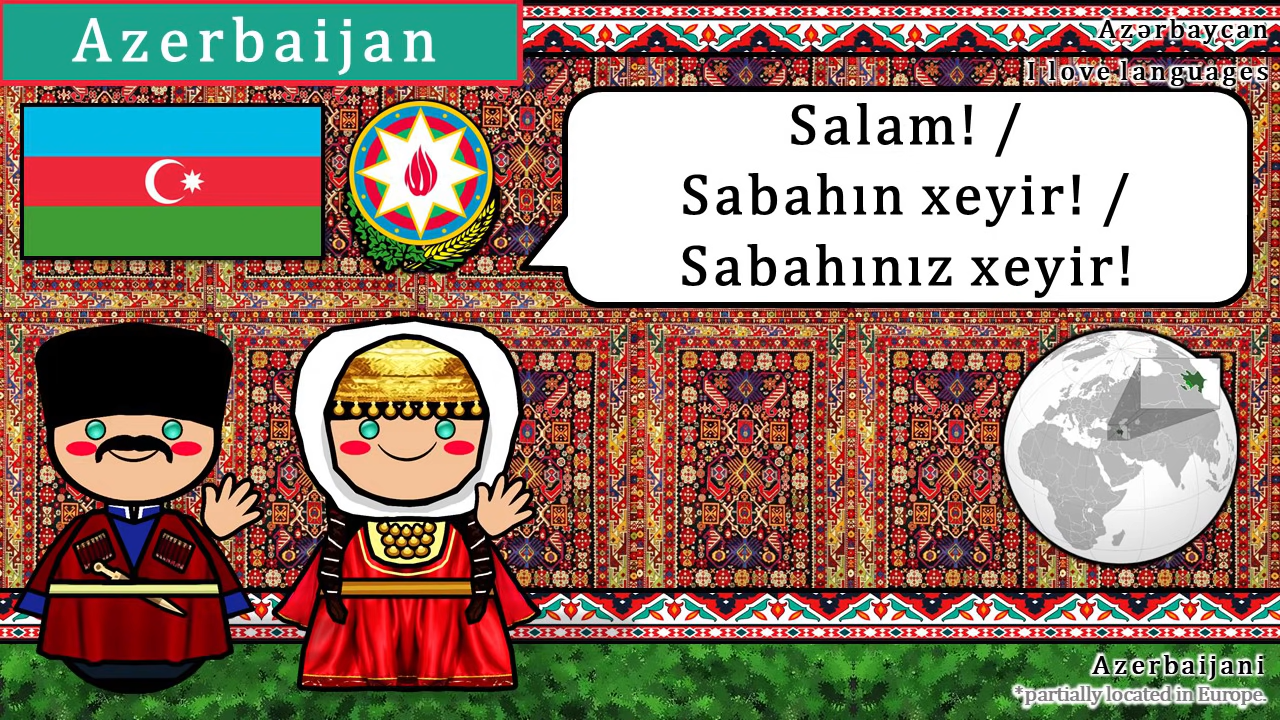 Azerbaijan
Azərbaycan
I love languages
Salam! /
Sabahın xeyir! /
Sabahınız xeyir!
Azerbaijani
*partially located in Europe.